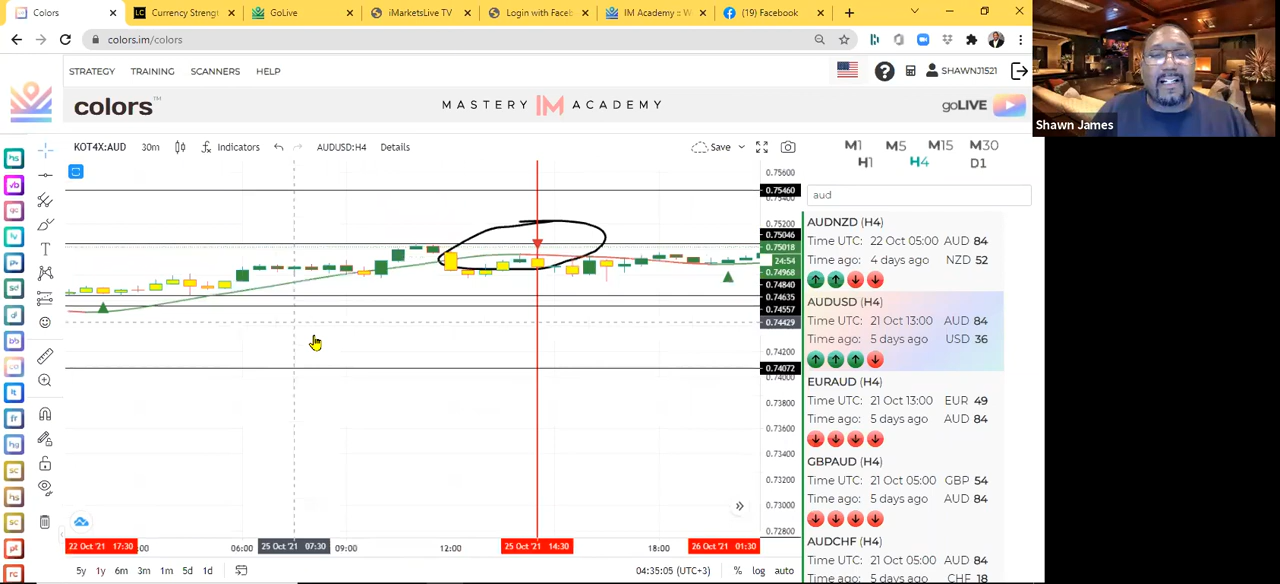 Colors
Currency Streng
GoLive
iMarketsLive TV
Login with Faceb
IM Academy :: W
(19) Facebook
colors.im/colors
STRATEGY TRAINING SCANNERS HELP
SHAWNJ1521
colors™
MASTERY IM ACADEMY
goLIVE
Shawn James
KOT4X:AUD 30m Indicators AUDUSD:H4 Details Save
M1 M5 M15 M30
H1 H4 D1
aud
hs
vb
0.75600
0.75460
0.75400
0.75200
0.75046
0.75018
24:54
0.74968
0.74840
0.74635
0.74557
0.74429
0.74200
0.74072
0.74000
0.73600
0.73400
0.73200
0.73000
0.72800
AUDNZD (H4)
Time UTC: 22 Oct 05:00 AUD 84
Time ago: 4 days ago NZD 52
AUDUSD (H4)
Time UTC: 21 Oct 13:00 AUD 84
Time ago: 5 days ago USD 36
EURAUD (H4)
Time UTC: 21 Oct 13:00 EUR 49
Time ago: 5 days ago AUD 84
GBPAUD (H4)
Time UTC: 21 Oct 05:00 GBP 54
Time ago: 5 days ago AUD 84
AUDCHF (H4)
Time UTC: 21 Oct 05:00 AUD 84
Time ago: 5 days ago CHF 18
22 Oct '21 17:30 :00 06:00 25 Oct '21 07:30 09:00 12:00 25 Oct '21 14:30 18:00 26 Oct '21 01:30
5y 1y 6m 3m 1m 5d 1d 04:35:05 (UTC+3) % log auto